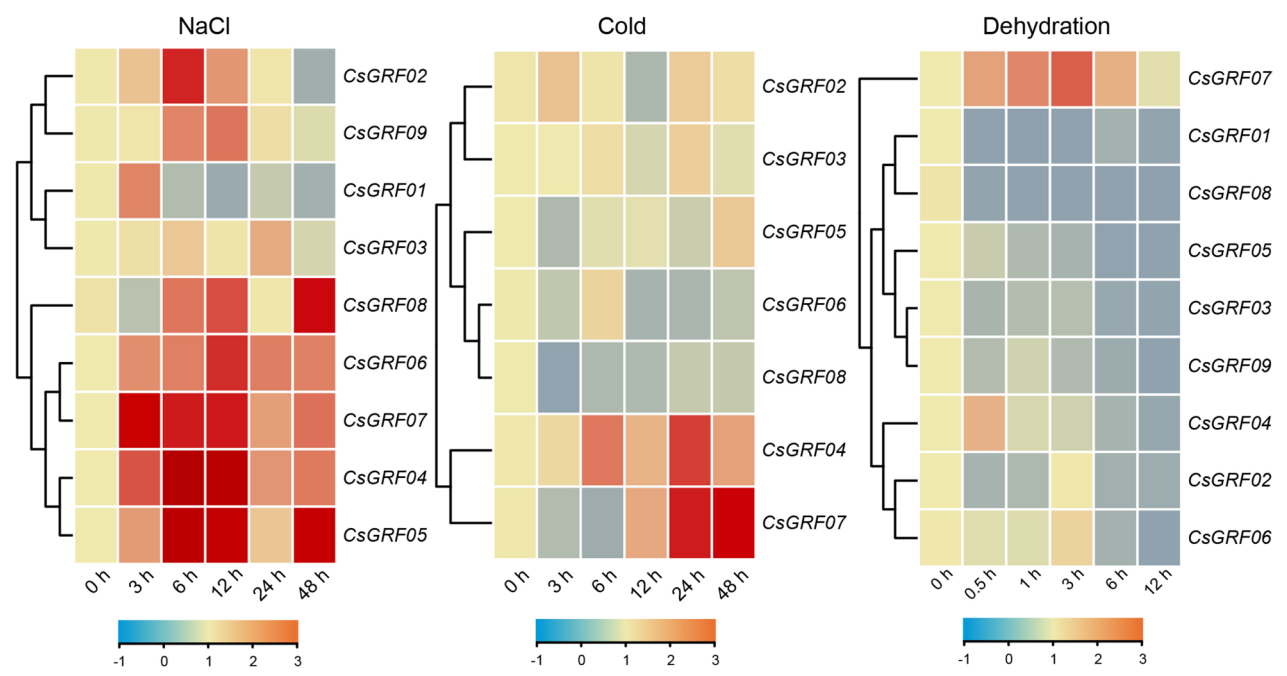 NaCl
CsGRF02
CsGRF09
CsGRF01
CsGRF03
CsGRF08
CsGRF06
CsGRF07
CsGRF04
CsGRF05
0 h 3 h 6 h 12 h 24 h 48 h
-1 0 1 2 3
Cold
CsGRF02
CsGRF03
CsGRF05
CsGRF06
CsGRF08
CsGRF04
CsGRF07
0 h 3 h 6 h 12 h 24 h 48 h
-1 0 1 2 3
Dehydration
CsGRF07
CsGRF01
CsGRF08
CsGRF05
CsGRF03
CsGRF09
CsGRF04
CsGRF02
CsGRF06
0 h 0.5 h 1 h 3 h 6 h 12 h
-1 0 1 2 3